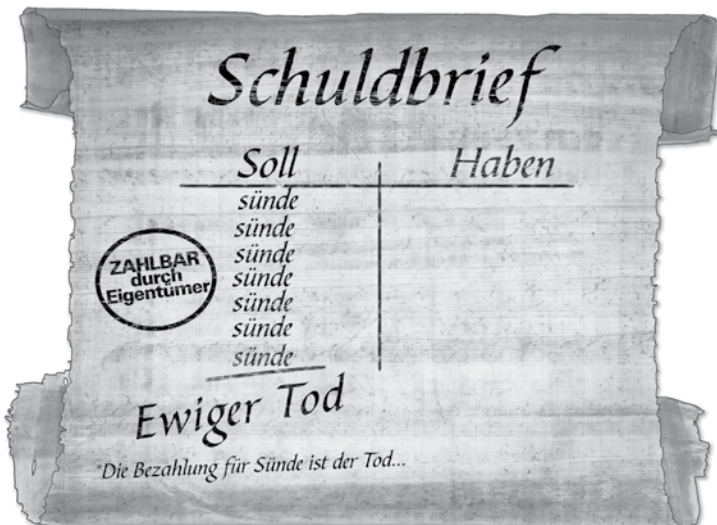 Schuldbrief
Soll Haben
sünde
sünde
sünde
sünde
sünde
sünde
sünde
ZAHLBAR
durch
Eigentümer
Ewiger Tod
"Die Bezahlung für Sünde ist der Tod...